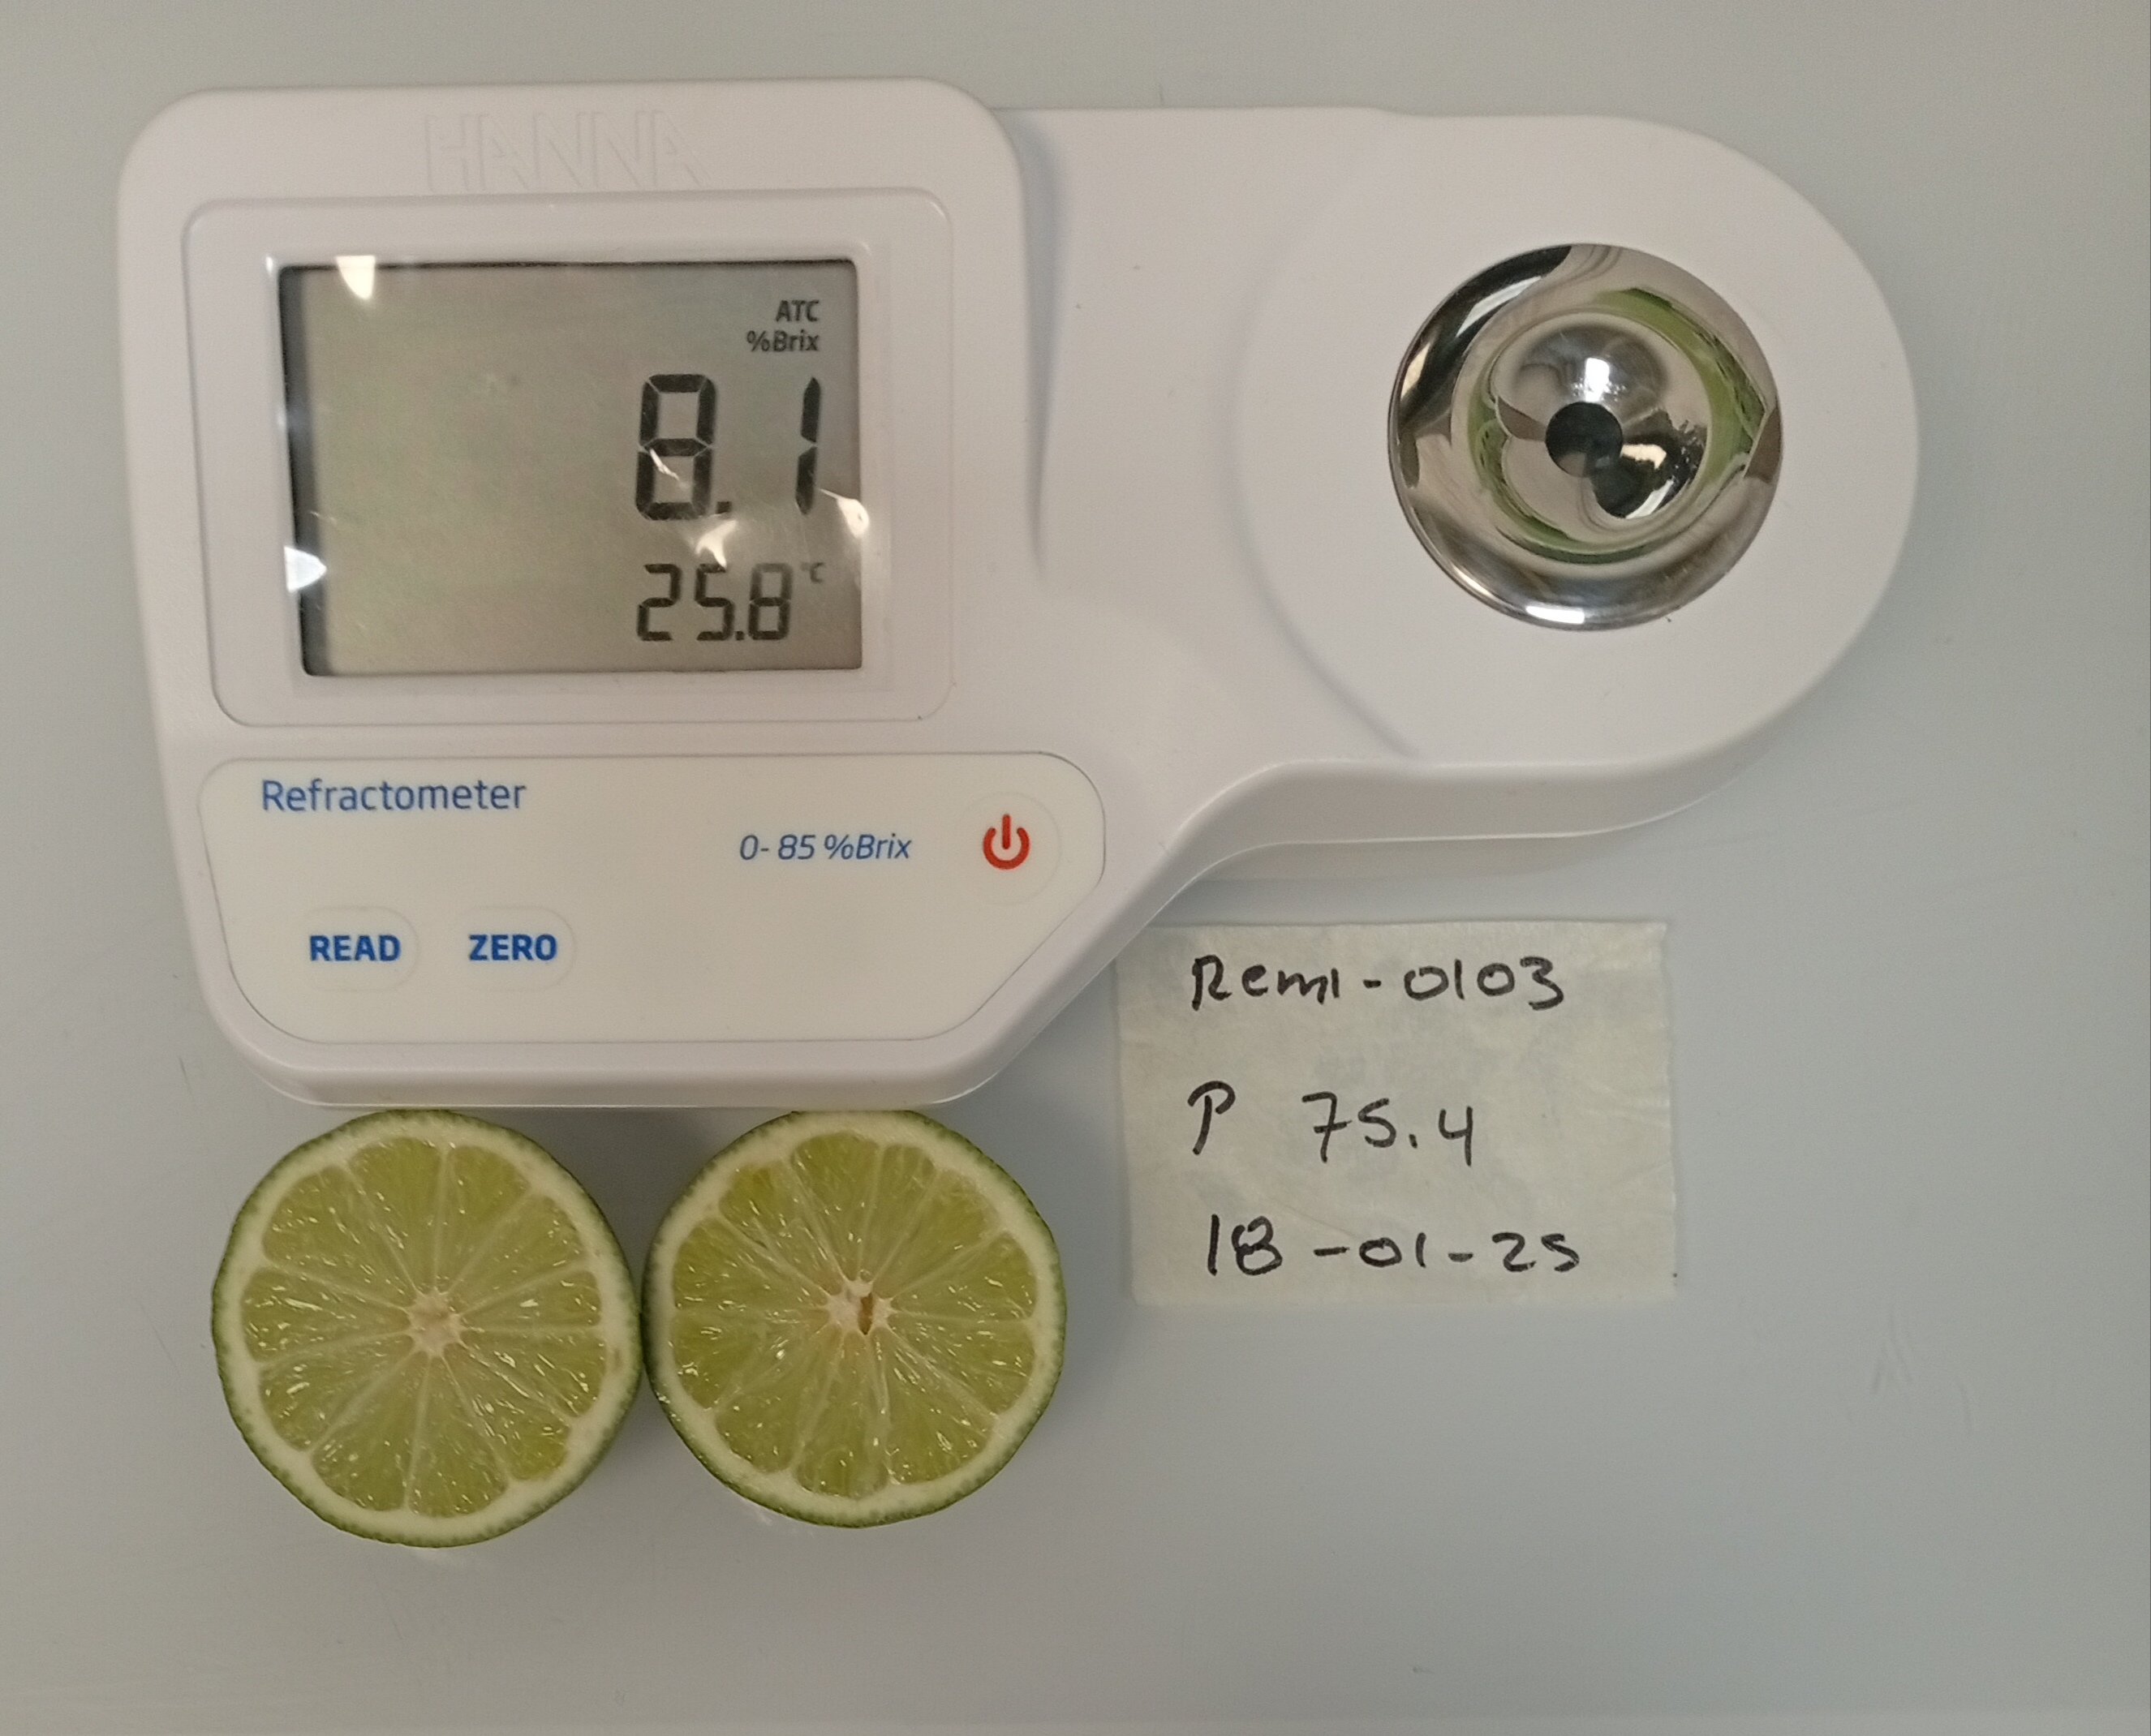 HANNA
ATC
%Brix
8.1
25.8 °C
Refractometer
0-85 %Brix
READ ZERO
Remi-0103
P 75.4
18-01-25